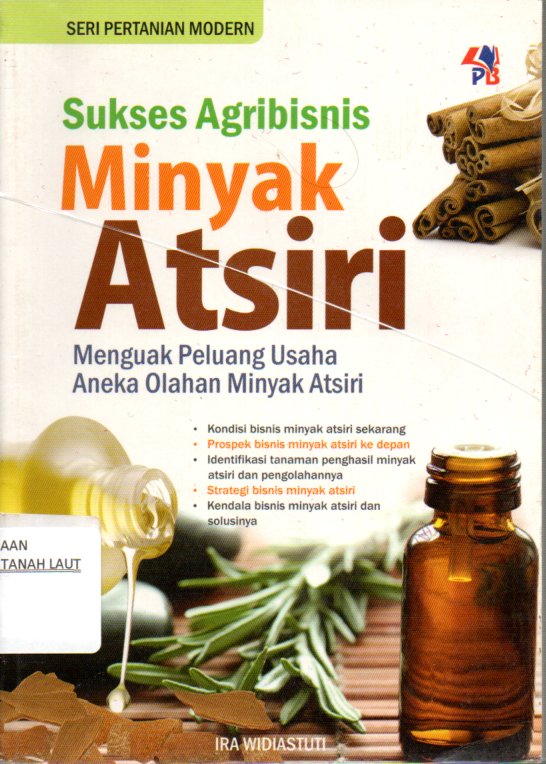 SERI PERTANIAN MODERN
PB
Sukses Agribisnis
Minyak
Atsiri
Menguak Peluang Usaha
Aneka Olahan Minyak Atsiri
• Kondisi bisnis minyak atsiri sekarang
• Prospek bisnis minyak atsiri ke depan
• Identifikasi tanaman penghasil minyak
atsiri dan pengolahannya
• Strategi bisnis minyak atsiri
• Kendala bisnis minyak atsiri dan
solusinya
AAN
TANAH LAUT
IRA WIDIASTUTI